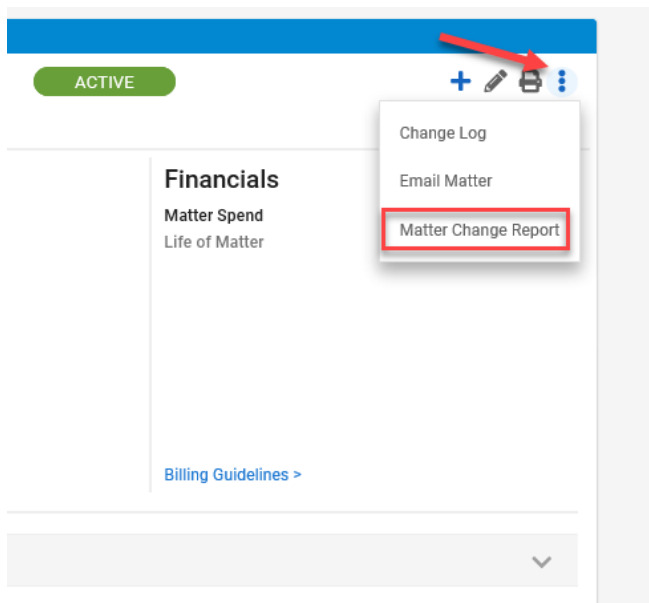 ACTIVE
Change Log
Email Matter
Matter Change Report
Financials
Matter Spend
Life of Matter
Billing Guidelines >